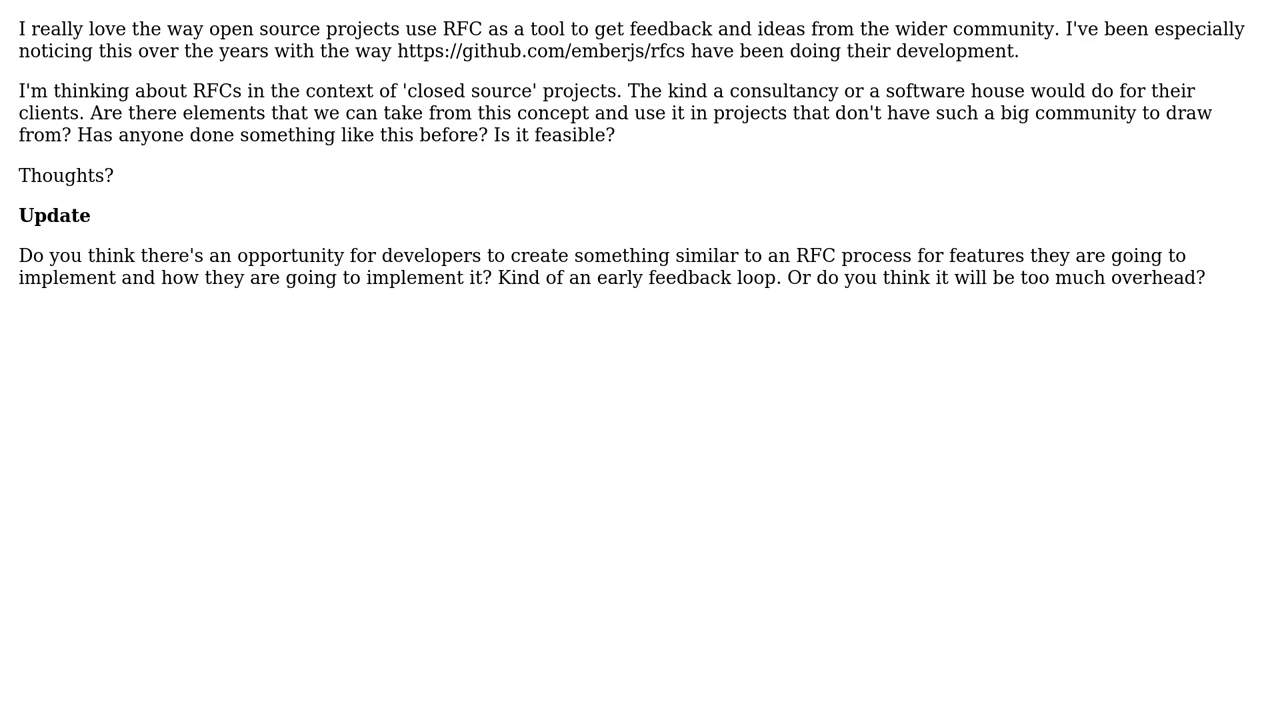 I really love the way open source projects use RFC as a tool to get feedback and ideas from the wider community. I've been especially
noticing this over the years with the way https://github.com/emberjs/rfcs have been doing their development.
I'm thinking about RFCs in the context of 'closed source' projects. The kind a consultancy or a software house would do for their
clients. Are there elements that we can take from this concept and use it in projects that don't have such a big community to draw
from? Has anyone done something like this before? Is it feasible?
Thoughts?
Update
Do you think there's an opportunity for developers to create something similar to an RFC process for features they are going to
implement and how they are going to implement it? Kind of an early feedback loop. Or do you think it will be too much overhead?